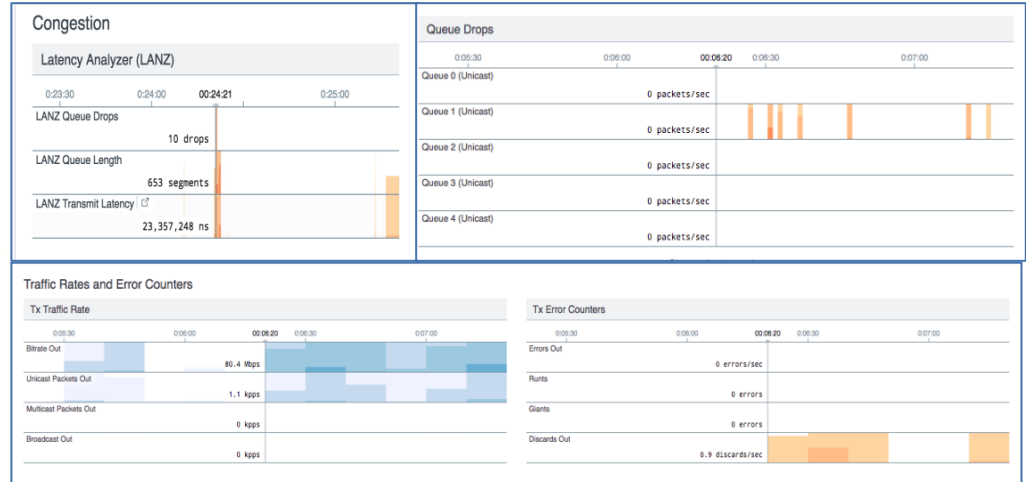 Congestion
Latency Analyzer (LANZ)
0:23:30 0:24:00 00:24:21 0:25:00
LANZ Queue Drops
10 drops
LANZ Queue Length
653 segments
LANZ Transmit Latency
23,357,248 ns
Queue Drops
0:05:30 0:06:00 00:06:20 0:06:30 0:07:00
Queue 0 (Unicast)
0 packets/sec
Queue 1 (Unicast)
0 packets/sec
Queue 2 (Unicast)
0 packets/sec
Queue 3 (Unicast)
0 packets/sec
Queue 4 (Unicast)
0 packets/sec
Traffic Rates and Error Counters
Tx Traffic Rate
0:05:30 0:06:00 00:06:20 0:06:30 0:07:00
Bitrate Out
80.4 Mbps
Unicast Packets Out
1.1 kpps
Multicast Packets Out
0 kpps
Broadcast Out
0 kpps
Tx Error Counters
0:05:30 0:06:00 00:06:20 0:06:30 0:07:00
Errors Out
0 errors/sec
Runts
0 errors
Giants
0 errors
Discards Out
0.9 discards/sec